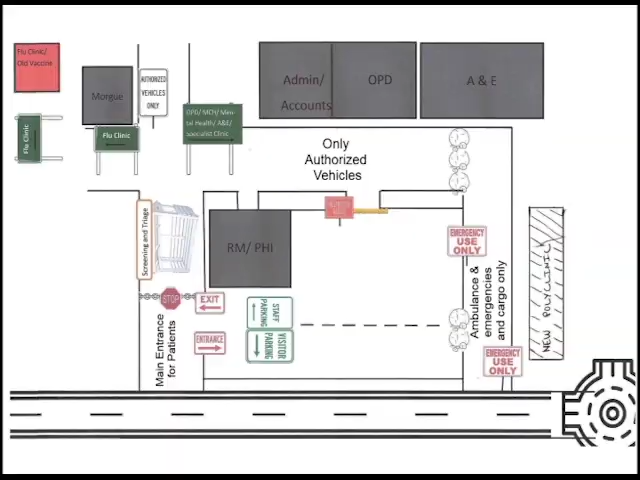 Flu Clinic/
Old Vaccine
Morgue
AUTHORIZED
VEHICLES
ONLY
Admin/
Accounts
OPD
A & E
Flu Clinic
Flu Clinic
OPD/ MCH/ Men-
tal Health/ A&E/
Specialist Clinic
Only
Authorized
Vehicles
Screening and Triage
RM/ PHI
EMERGENCY
USE ONLY
NEW POLYCLINIC
Ambulance &
emergencies
and cargo only
STOP
EXIT
STAFF
PARKING
Main Entrance
for Patients
ENTRANCE
VISITOR
PARKING
EMERGENCY
USE ONLY